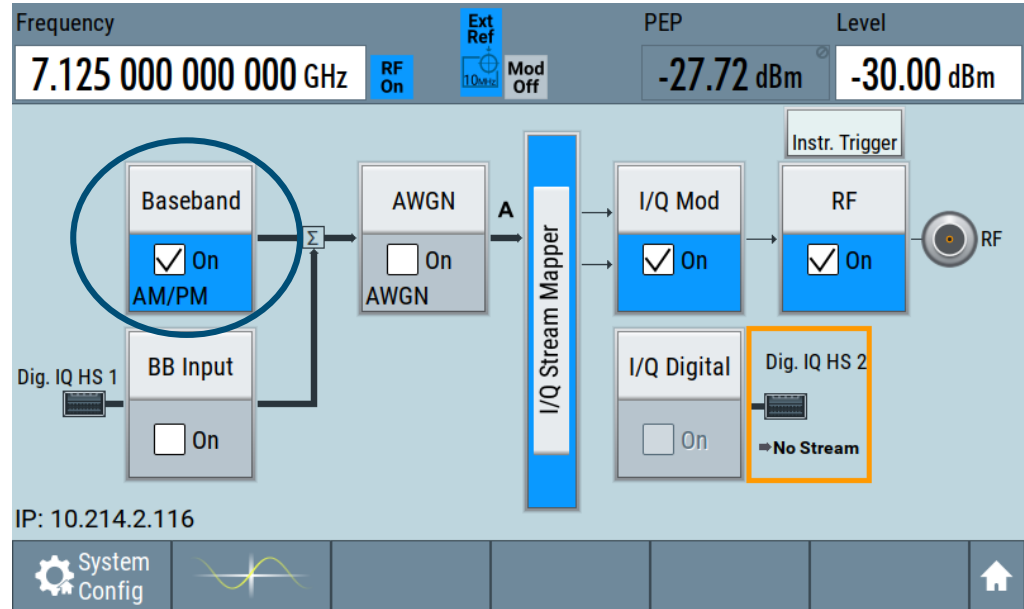 Frequency
Ext
Ref
PEP
Level
7.125 000 000 000 GHz
RF
On
10MHz
Mod
Off
-27.72 dBm
-30.00 dBm
Instr. Trigger
Baseband
On
AM/PM
Σ
AWGN
On
AWGN
A
I/Q Stream Mapper
I/Q Mod
On
RF
On
RF
Dig. IQ HS 1
BB Input
On
I/Q Digital
On
Dig. IQ HS 2
No Stream
IP: 10.214.2.116
System
Config